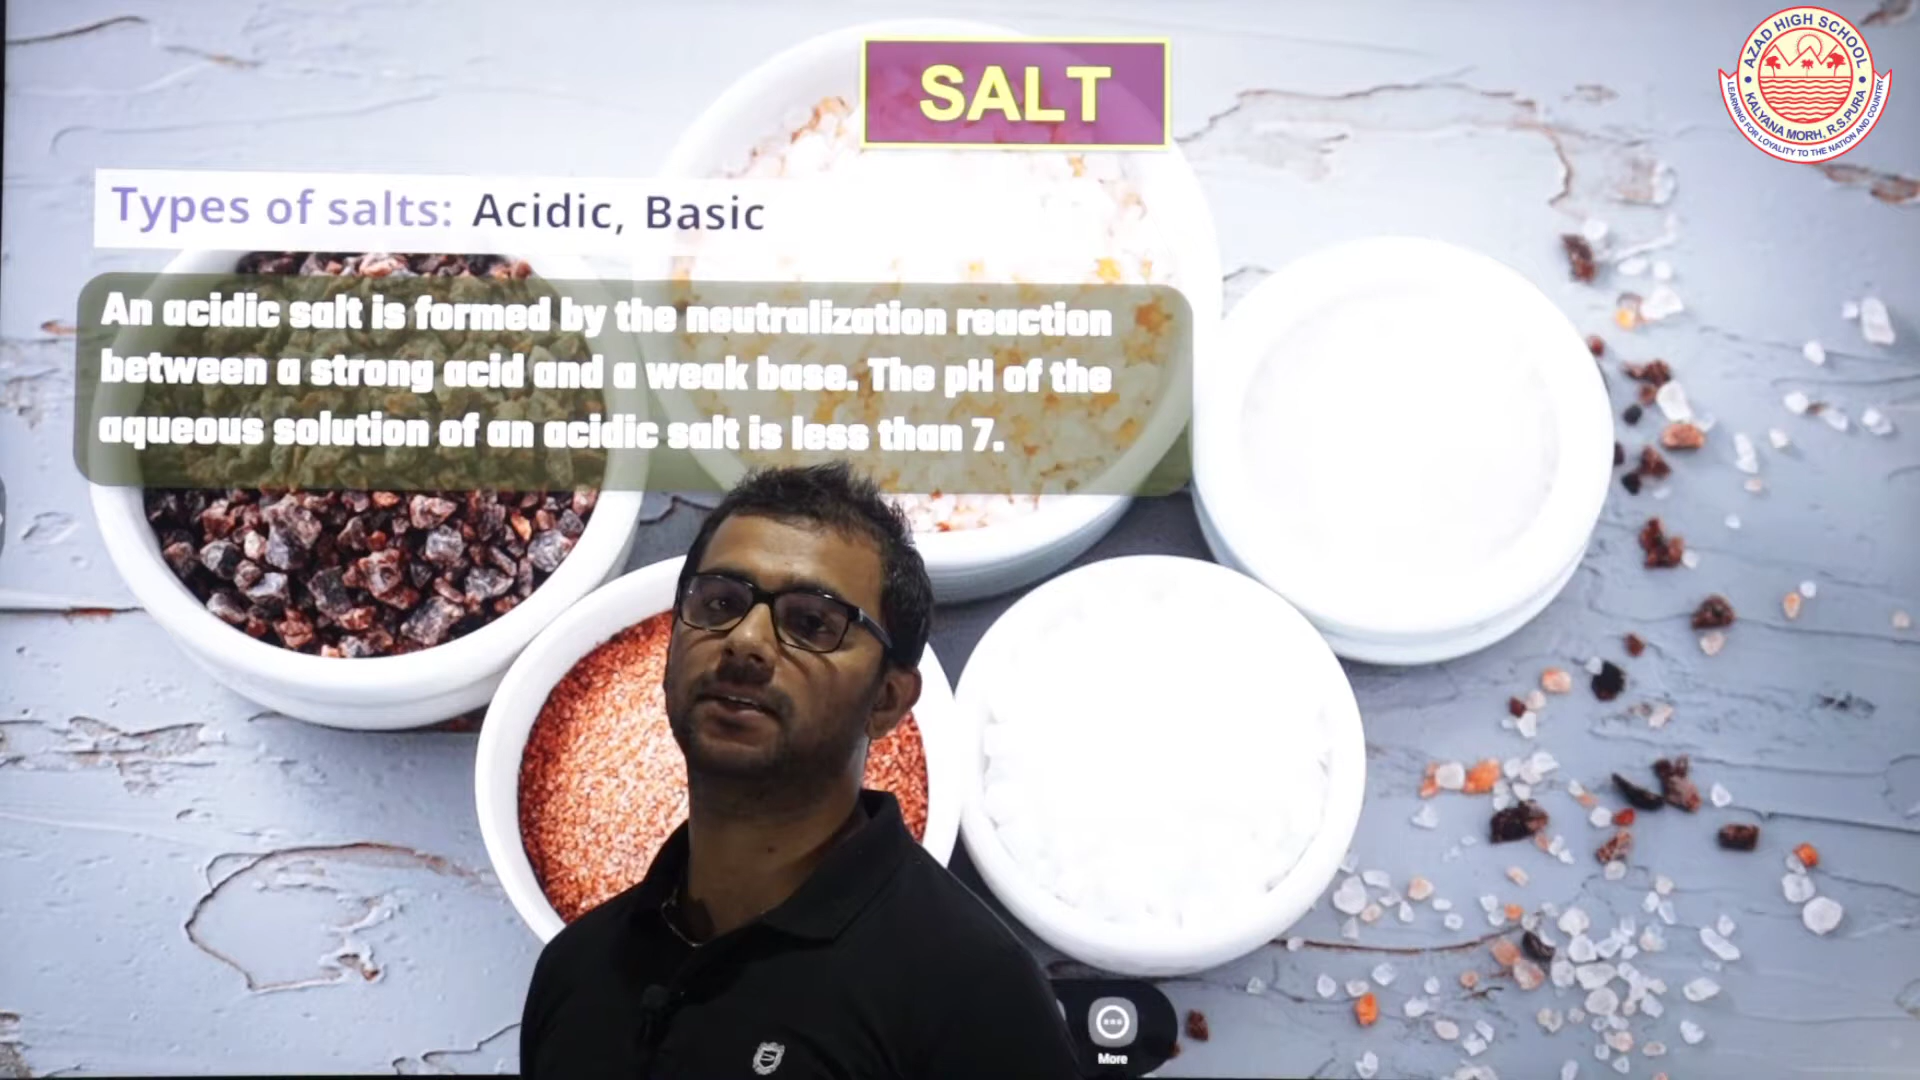 SALT
AZAD HIGH SCHOOL
KALYANA MORH, R.S.PURA
LEARNING FOR LOYALITY TO THE NATION AND COUNTRY
Types of salts: Acidic, Basic
An acidic salt is formed by the neutralization reaction
between a strong acid and a weak base. The pH of the
aqueous solution of an acidic salt is less than 7.
More